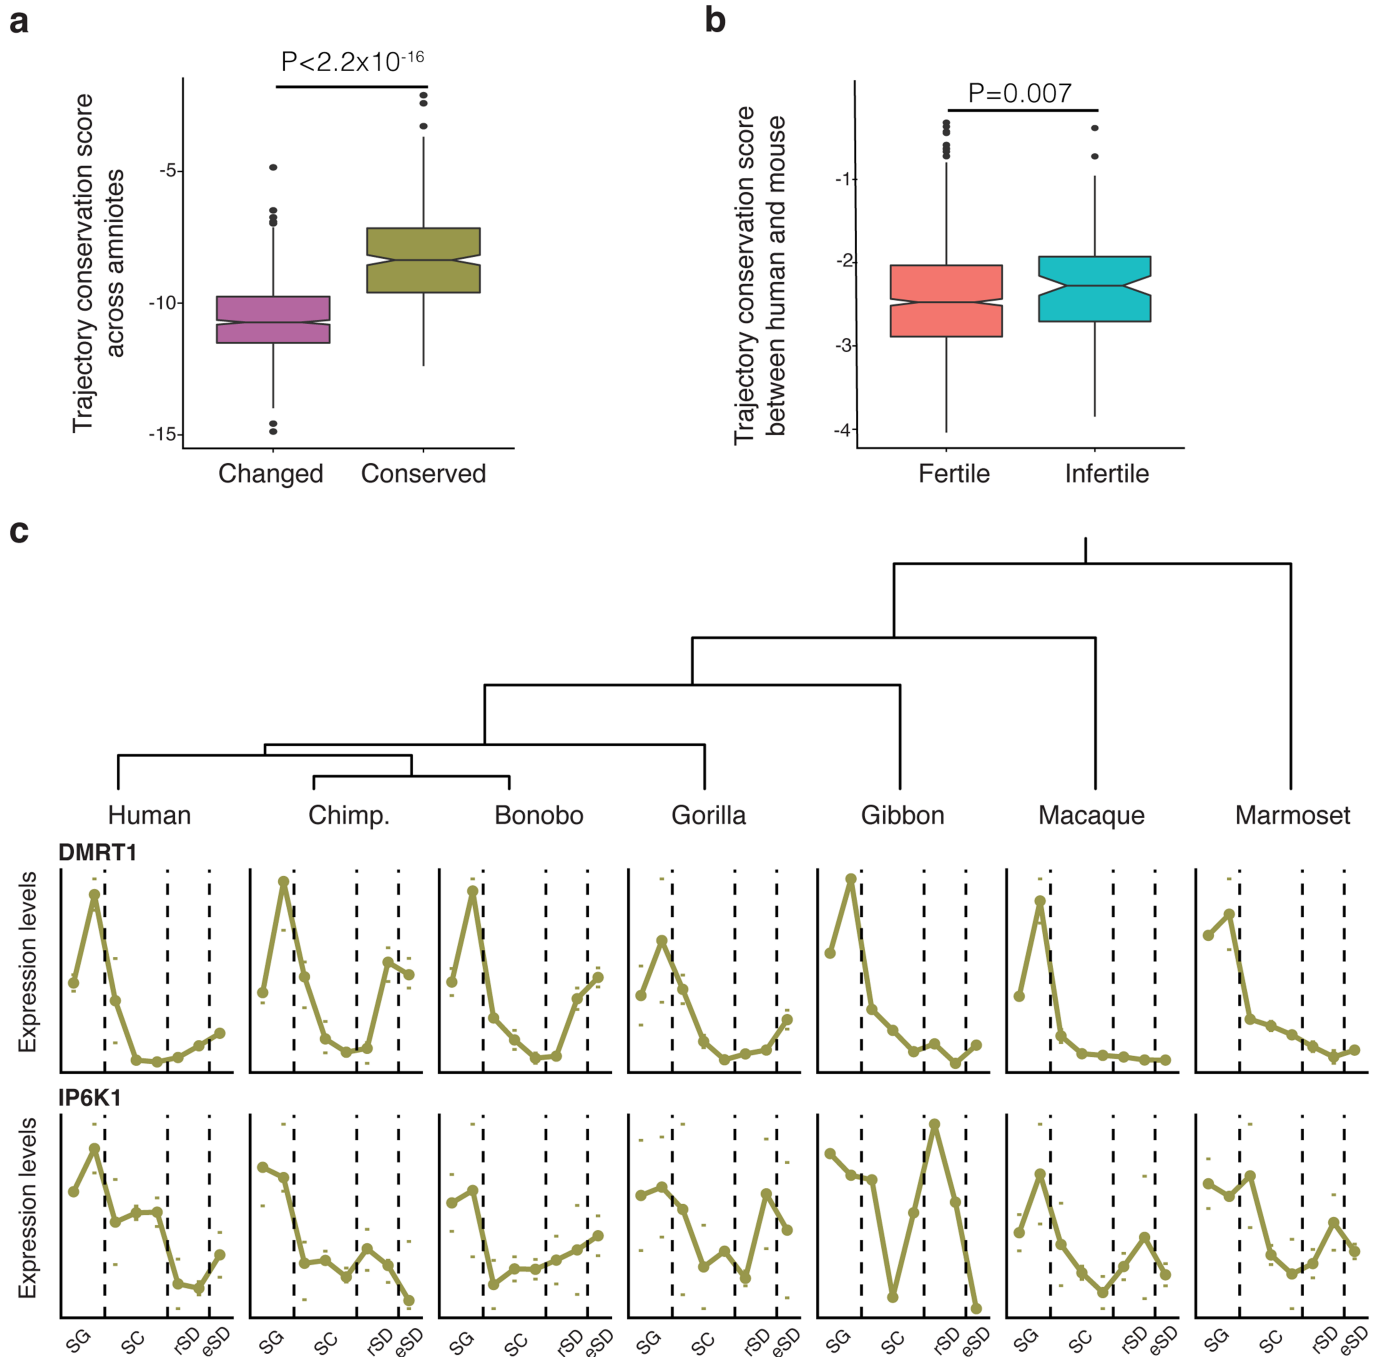 a
P<2.2x10⁻¹⁶
Trajectory conservation score
across amniotes
-5
-10
-15
Changed
Conserved
b
P=0.007
Trajectory conservation score
between human and mouse
-1
-2
-3
-4
Fertile
Infertile
c
Human
Chimp.
Bonobo
Gorilla
Gibbon
Macaque
Marmoset
DMRT1
Expression levels
IP6K1
Expression levels
SG SC rSD eSD
SG SC rSD eSD
SG SC rSD eSD
SG SC rSD eSD
SG SC rSD eSD
SG SC rSD eSD
SG SC rSD eSD